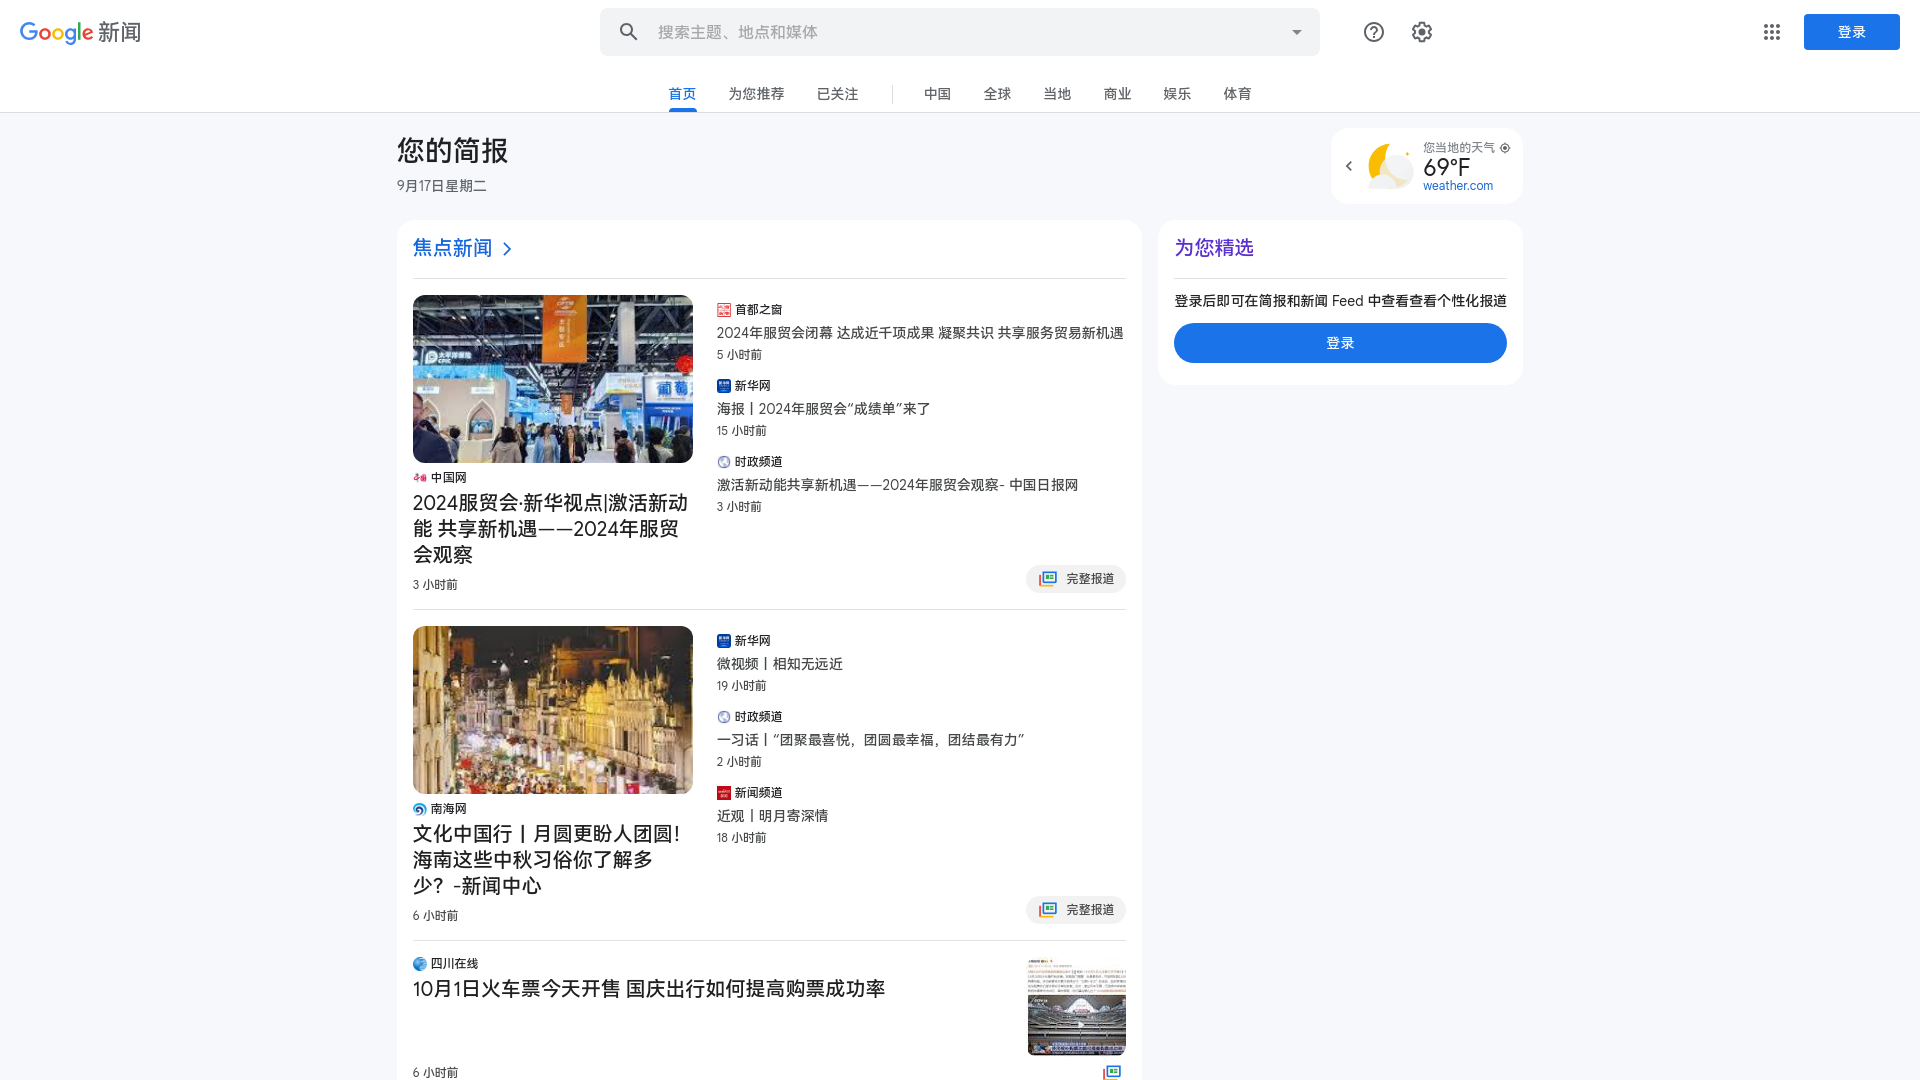 Google 新闻
搜索主题、地点和媒体
登录
首页
为您推荐
已关注
中国
全球
当地
商业
娱乐
体育
您的简报
9月17日星期二
您当地的天气
69°F
weather.com
焦点新闻
中国网
2024服贸会·新华视点|激活新动
能 共享新机遇——2024年服贸
会观察
3 小时前
首都之窗
2024年服贸会闭幕 达成近千项成果 凝聚共识 共享服务贸易新机遇
5 小时前
新华网
海报丨2024年服贸会“成绩单”来了
15 小时前
时政频道
激活新动能共享新机遇——2024年服贸会观察- 中国日报网
3 小时前
完整报道
南海网
文化中国行丨月圆更盼人团圆！
海南这些中秋习俗你了解多
少？-新闻中心
6 小时前
新华网
微视频丨相知无远近
19 小时前
时政频道
一习话丨“团聚最喜悦，团圆最幸福，团结最有力”
2 小时前
新闻频道
近观丨明月寄深情
18 小时前
完整报道
四川在线
10月1日火车票今天开售 国庆出行如何提高购票成功率
6 小时前
为您精选
登录后即可在简报和新闻 Feed 中查看查看个性化报道
登录